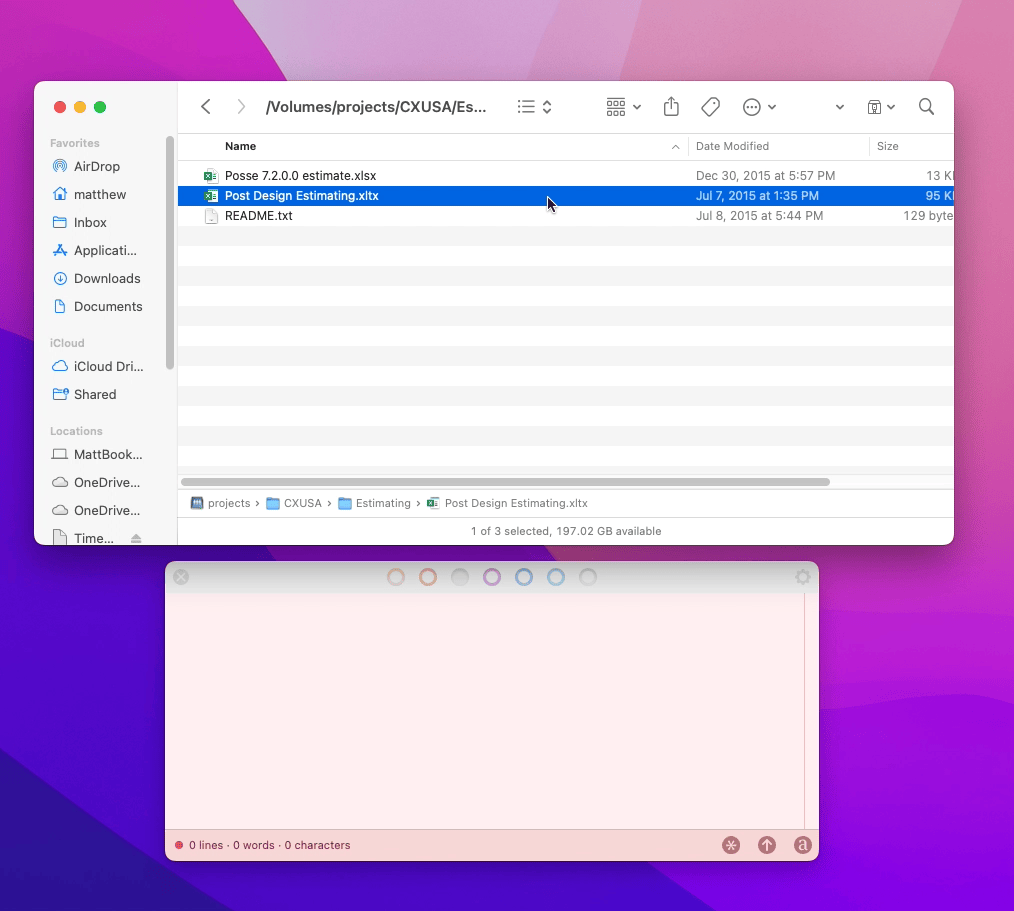 /Volumes/projects/CXUSA/Es...
Favorites
AirDrop
matthew
Inbox
Applicati...
Downloads
Documents
iCloud
iCloud Dri...
Shared
Locations
MattBook...
OneDrive...
OneDrive...
Time...
Name Date Modified Size
Posse 7.2.0.0 estimate.xlsx Dec 30, 2015 at 5:57 PM 13 K
Post Design Estimating.xltx Jul 7, 2015 at 1:35 PM 95 K
README.txt Jul 8, 2015 at 5:44 PM 129 byte
projects › CXUSA › Estimating › Post Design Estimating.xltx
1 of 3 selected, 197.02 GB available
0 lines · 0 words · 0 characters
a